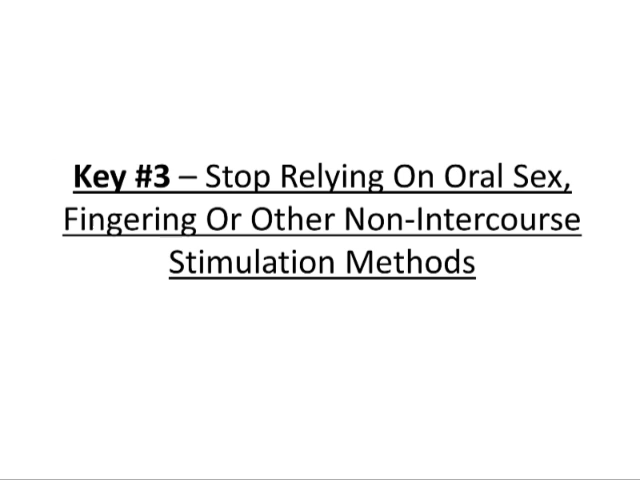 Key #3 – Stop Relying On Oral Sex,
Fingering Or Other Non-Intercourse
Stimulation Methods